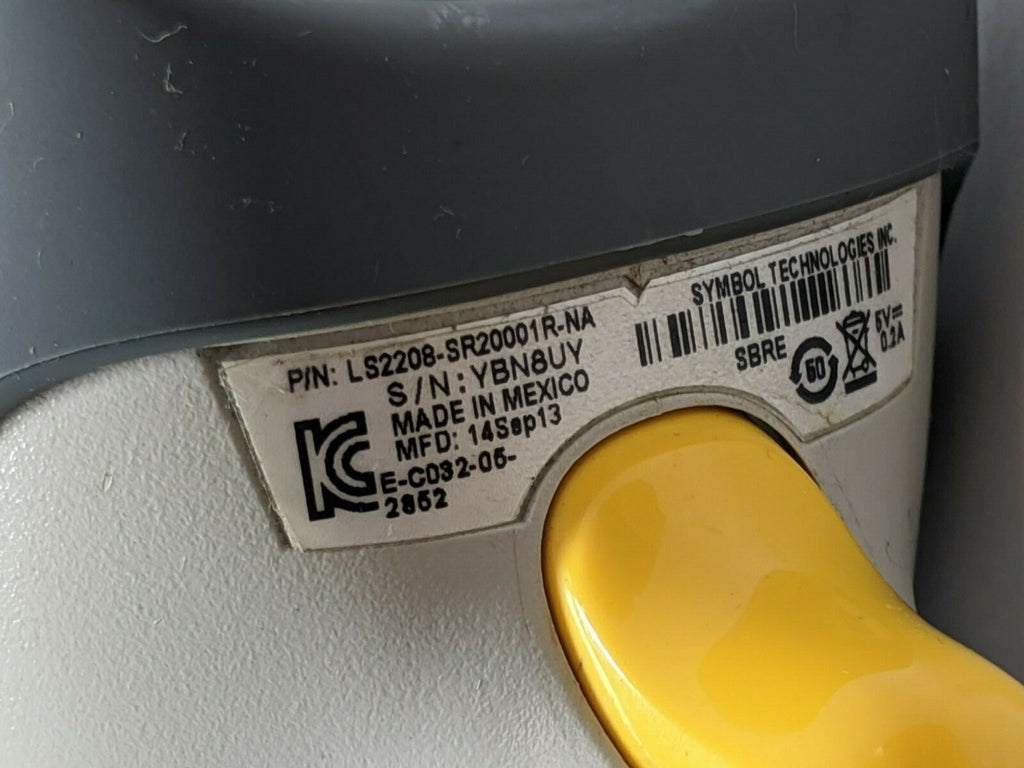 P/N: LS2208-SR20001R-NA
S/N: YBN8UY
MADE IN MEXICO
MFD: 14Sep13
E-C032-05-
2852
SYMBOL TECHNOLOGIES INC.
SBRE
60
5V⎓
0.2A